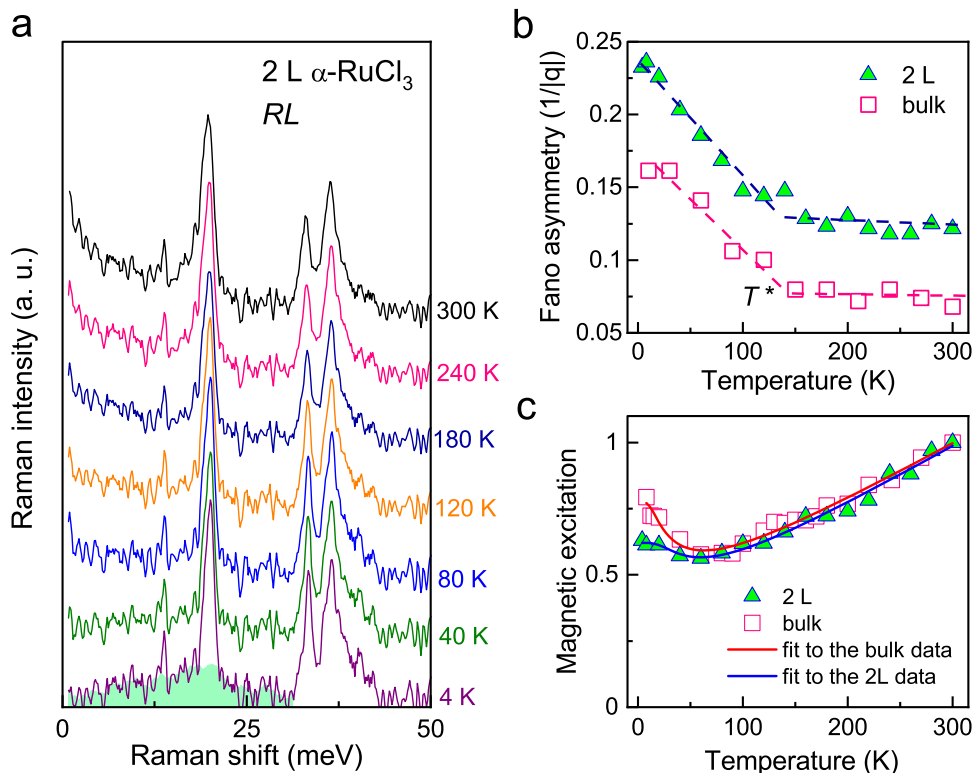 a
2 L α-RuCl3
RL
300 K
240 K
180 K
120 K
80 K
40 K
4 K
Raman intensity (a. u.)
0 25 50
Raman shift (meV)
b
0.25
0.20
0.15
0.1
0.05
Fano asymmetry (1/|q|)
2 L
bulk
T*
0 100 200 300
Temperature (K)
c
1
0.5
0
Magnetic excitation
2 L
bulk
fit to the bulk data
fit to the 2L data
0 100 200 300
Temperature (K)